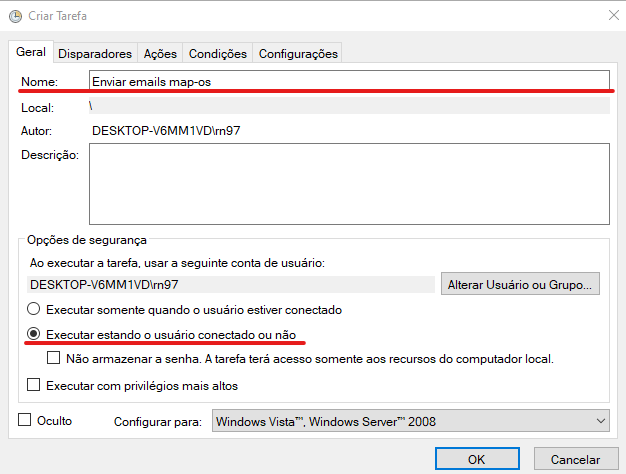 Criar Tarefa
Geral Disparadores Ações Condições Configurações
Nome: Enviar emails map-os
Local: \
Autor: DESKTOP-V6MM1VD\rn97
Descrição:
Opções de segurança
Ao executar a tarefa, usar a seguinte conta de usuário:
DESKTOP-V6MM1VD\rn97 Alterar Usuário ou Grupo...
Executar somente quando o usuário estiver conectado
Executar estando o usuário conectado ou não
Não armazenar a senha. A tarefa terá acesso somente aos recursos do computador local.
Executar com privilégios mais altos
Oculto Configurar para: Windows Vista™, Windows Server™ 2008
OK Cancelar